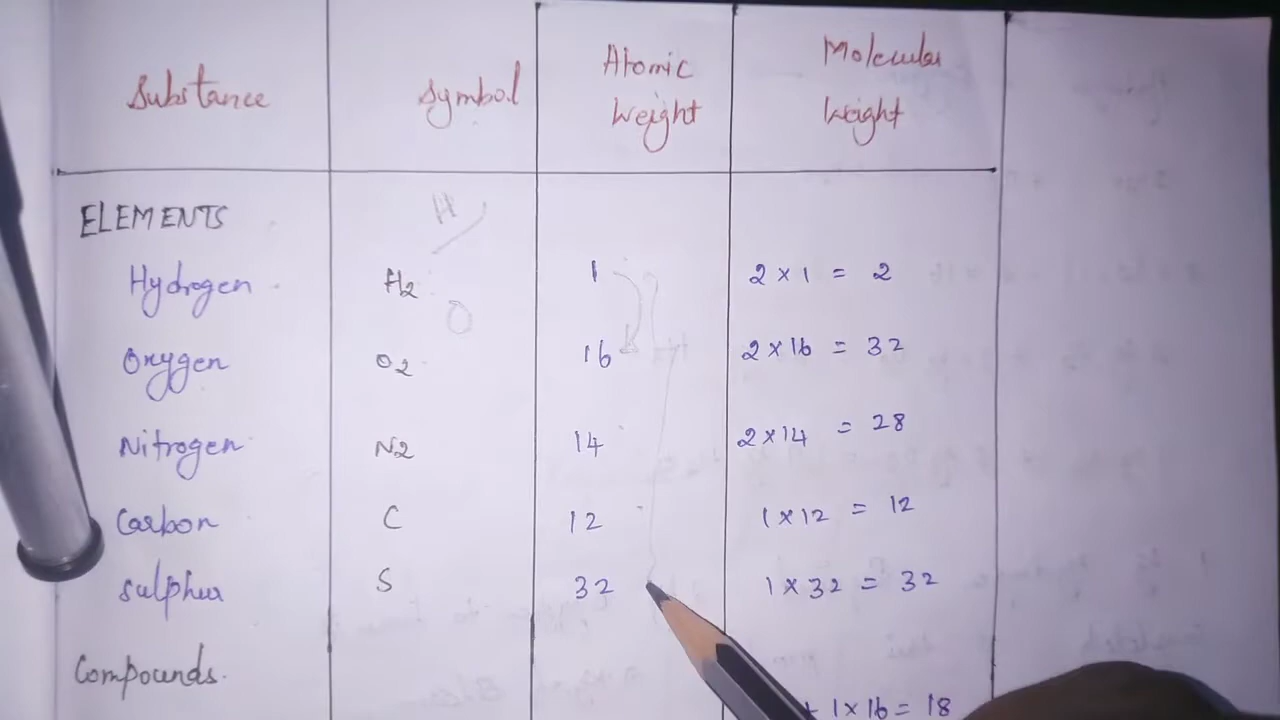 Substance Symbol Atomic Weight Molecular Weight
ELEMENTS
Hydrogen H2 1 2 × 1 = 2
Oxygen O2 16 2 × 16 = 32
Nitrogen N2 14 2 × 14 = 28
Carbon C 12 1 × 12 = 12
Sulphur S 32 1 × 32 = 32
Compounds.
+ 1 × 16 = 18
H
O